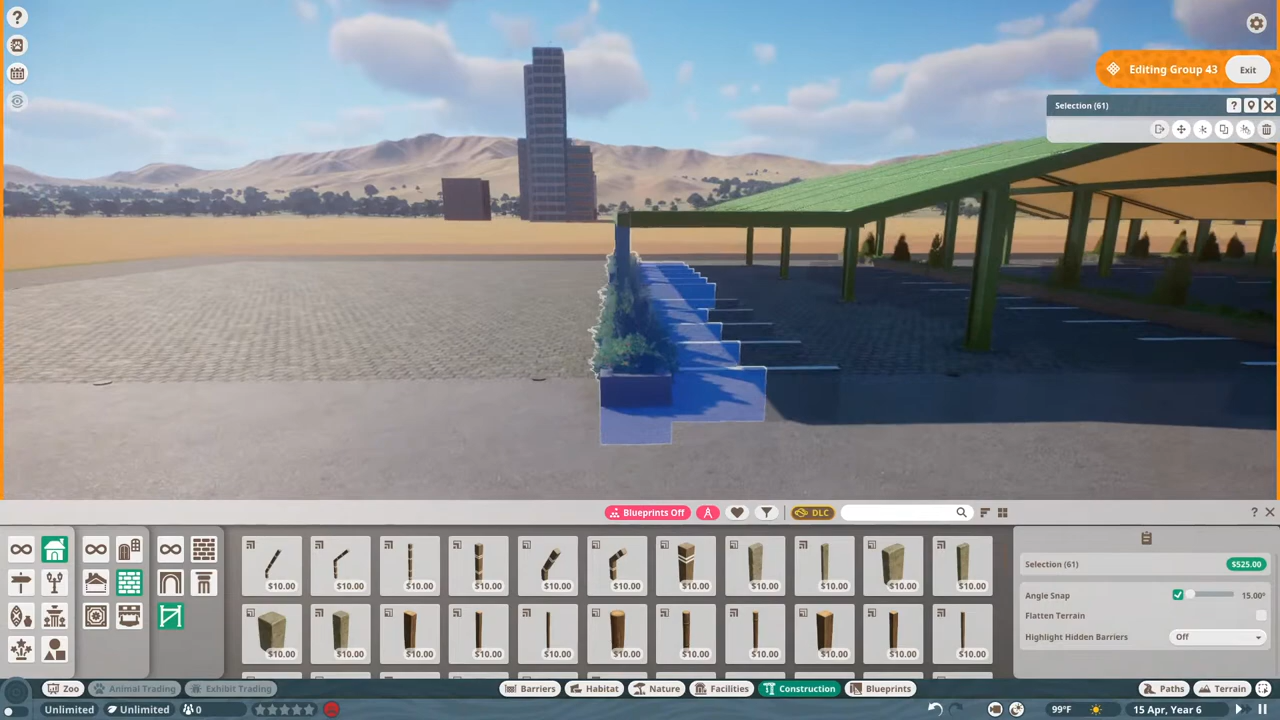 ?
Editing Group 43
Exit
Selection (61)
?
Blueprints Off
DLC
?
$10.00 $10.00 $10.00 $10.00 $10.00 $10.00 $10.00 $10.00 $10.00 $10.00 $10.00
$10.00 $10.00 $10.00 $10.00 $10.00 $10.00 $10.00 $10.00 $10.00 $10.00 $10.00
Selection (61) $525.00
Angle Snap 15.00°
Flatten Terrain
Highlight Hidden Barriers Off
Zoo Animal Trading Exhibit Trading Barriers Habitat Nature Facilities Construction Blueprints Paths Terrain
Unlimited Unlimited 0 99°F 15 Apr, Year 6